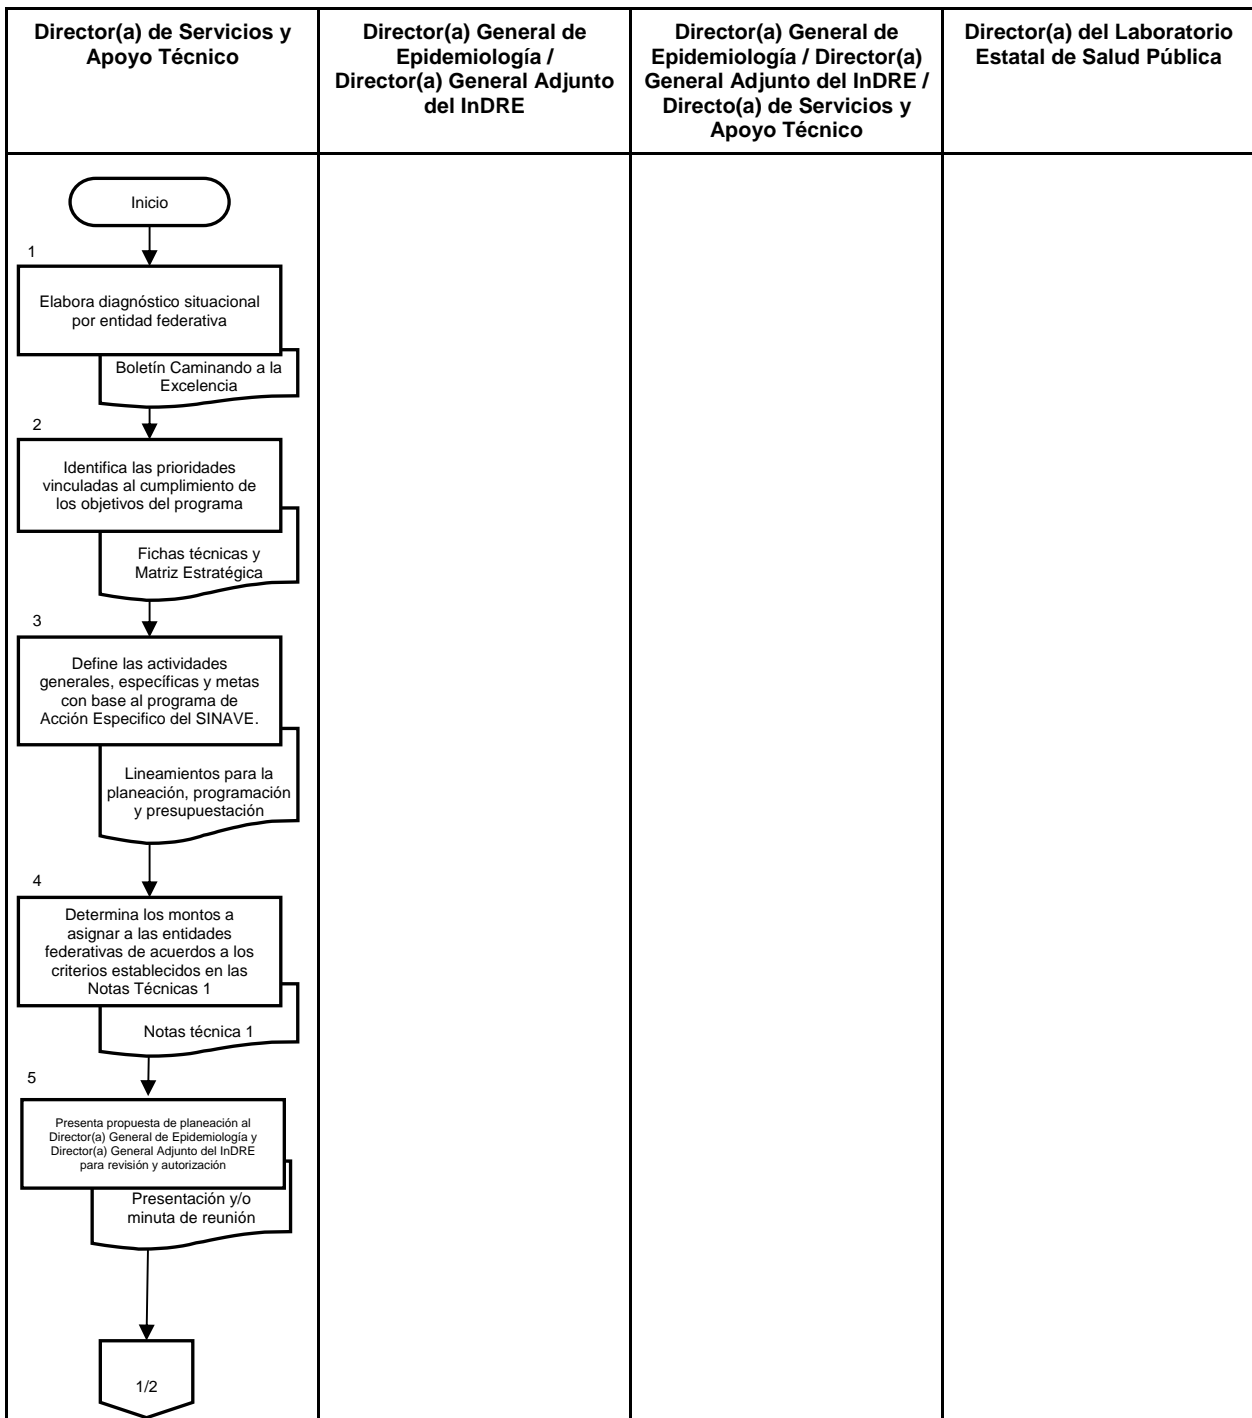 Director(a) de Servicios y
Apoyo Técnico
Director(a) General de
Epidemiología /
Director(a) General Adjunto
del InDRE
Director(a) General de
Epidemiología / Director(a)
General Adjunto del InDRE /
Directo(a) de Servicios y
Apoyo Técnico
Director(a) del Laboratorio
Estatal de Salud Pública
Inicio
1
Elabora diagnóstico situacional
por entidad federativa
Boletín Caminando a la
Excelencia
2
Identifica las prioridades
vinculadas al cumplimiento de
los objetivos del programa
Fichas técnicas y
Matriz Estratégica
3
Define las actividades
generales, específicas y metas
con base al programa de
Acción Especifico del SINAVE.
Lineamientos para la
planeación, programación
y presupuestación
4
Determina los montos a
asignar a las entidades
federativas de acuerdos a los
criterios establecidos en las
Notas Técnicas 1
Notas técnica 1
5
Presenta propuesta de planeación al
Director(a) General de Epidemiología y
Director(a) General Adjunto del InDRE
para revisión y autorización
Presentación y/o
minuta de reunión
1/2